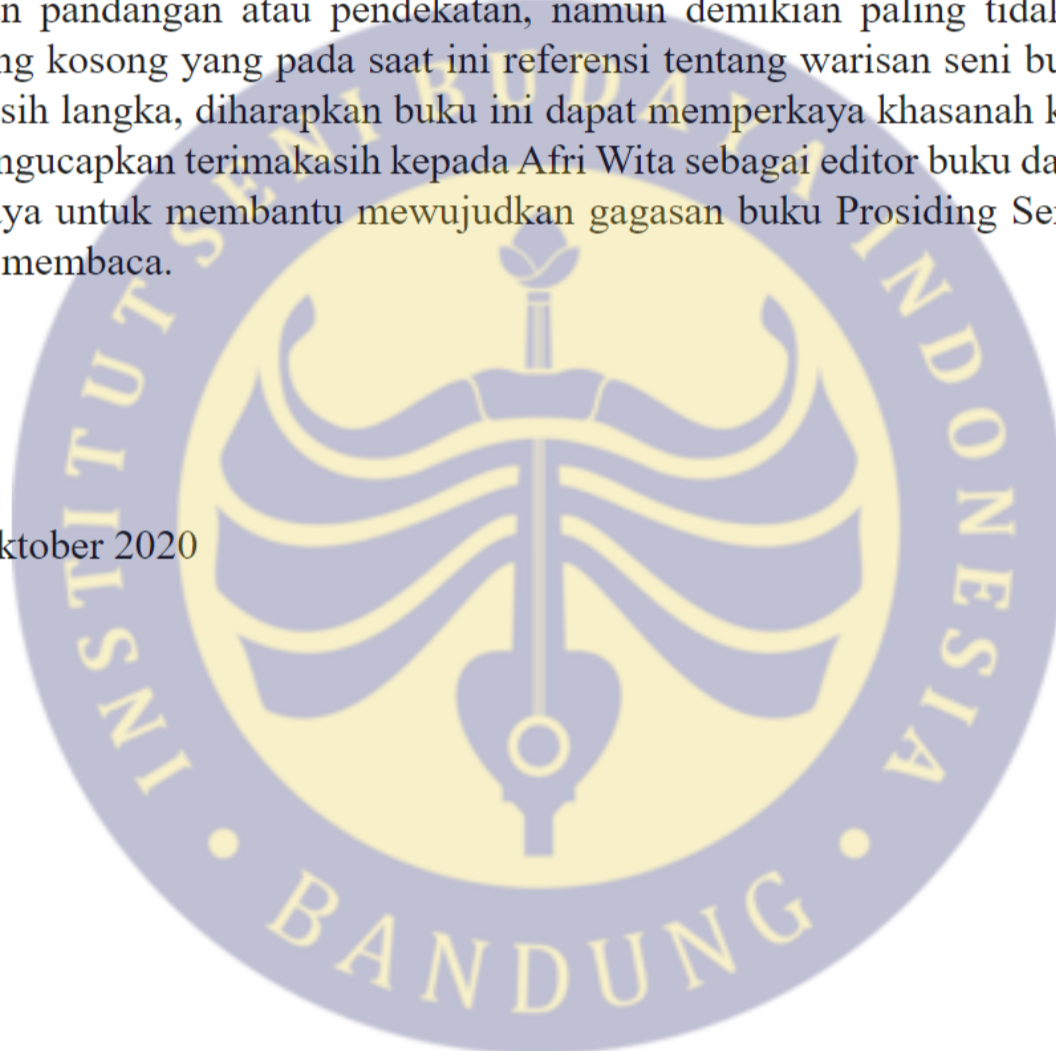 n pandangan atau pendekatan, namun demikian paling tidak
ng kosong yang pada saat ini referensi tentang warisan seni bu
sih langka, diharapkan buku ini dapat memperkaya khasanah k
ngucapkan terimakasih kepada Afri Wita sebagai editor buku da
ya untuk membantu mewujudkan gagasan buku Prosiding Se
membaca.
ktober 2020
INSTITUT SENI BUDAYA INDONESIA
BANDUNG